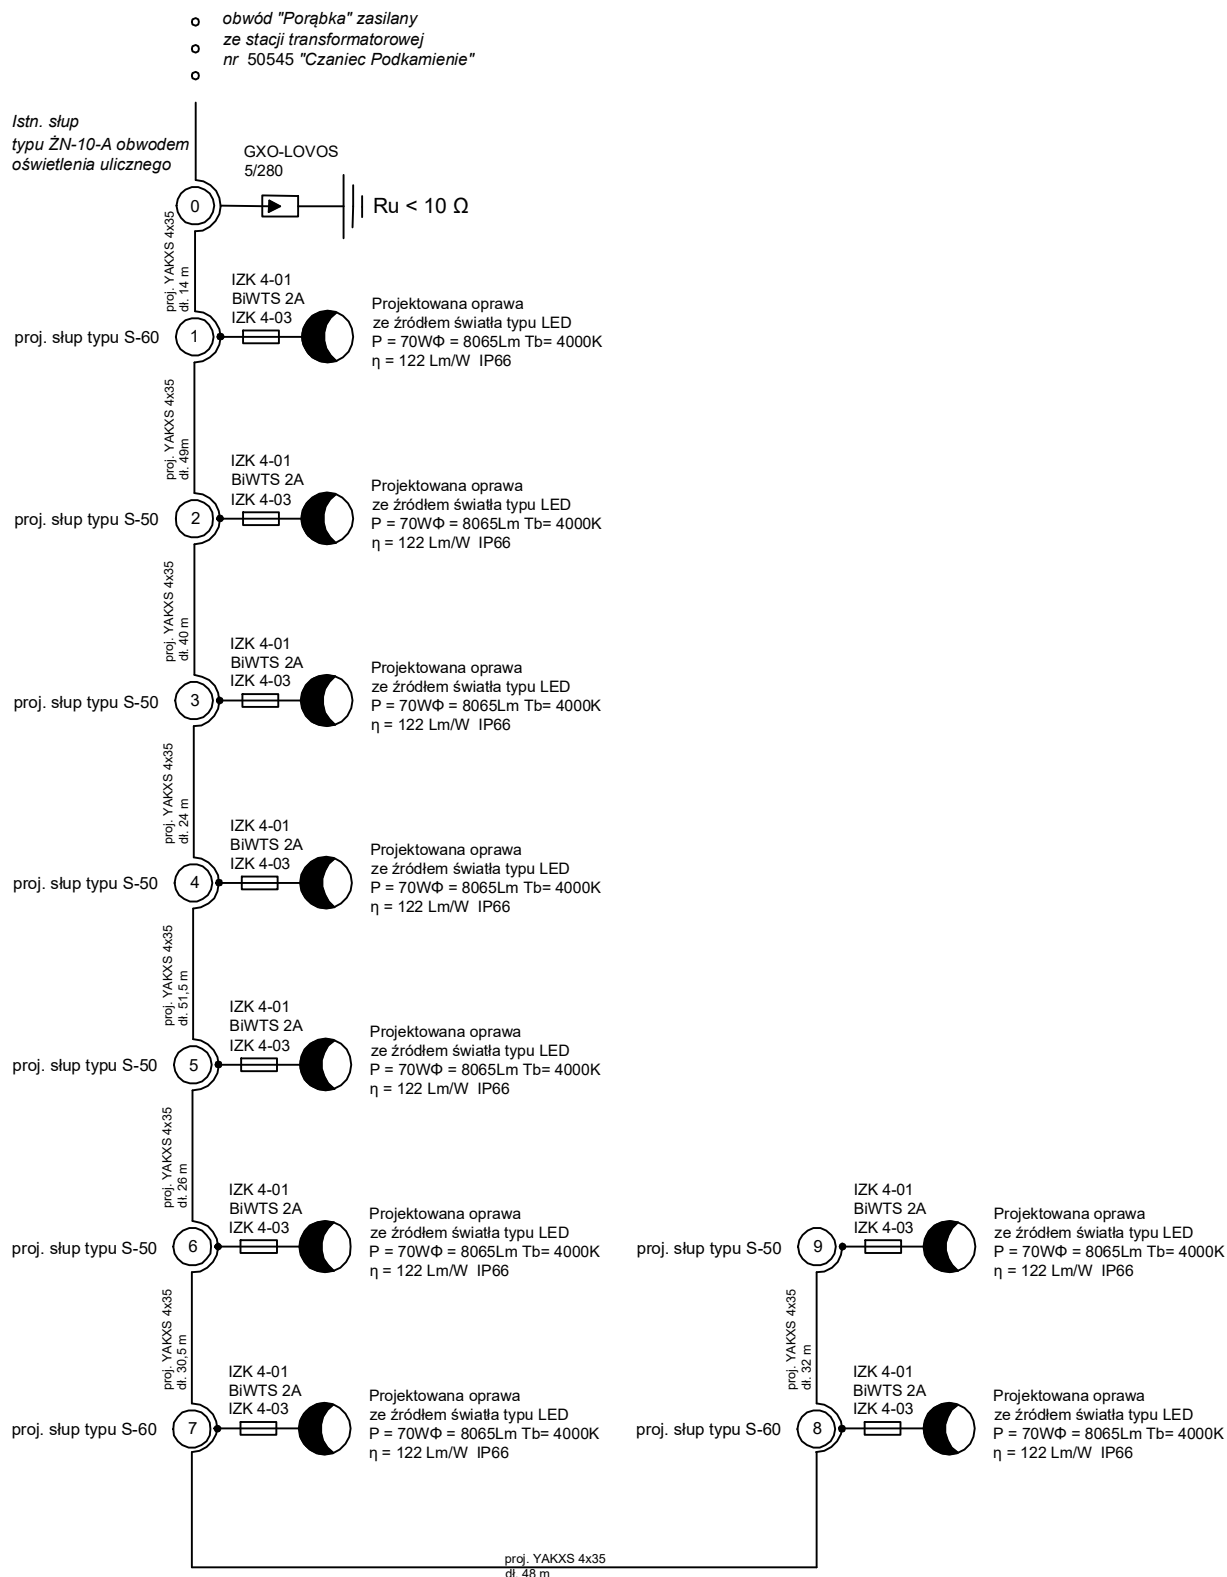 obwód "Porąbka" zasilany
ze stacji transformatorowej
nr 50545 "Czaniec Podkamienie"
Istn. słup
typu ŻN-10-A obwodem
oświetlenia ulicznego
GXO-LOVOS
5/280
0
Ru < 10 Ω
proj. YAKXS 4x35
dł. 14 m
proj. słup typu S-60
1
IZK 4-01
BiWTS 2A
IZK 4-03
Projektowana oprawa
ze źródłem światła typu LED
P = 70WΦ = 8065Lm Tb= 4000K
η = 122 Lm/W IP66
proj. YAKXS 4x35
dł. 49m
proj. słup typu S-50
2
IZK 4-01
BiWTS 2A
IZK 4-03
Projektowana oprawa
ze źródłem światła typu LED
P = 70WΦ = 8065Lm Tb= 4000K
η = 122 Lm/W IP66
proj. YAKXS 4x35
dł. 40 m
proj. słup typu S-50
3
IZK 4-01
BiWTS 2A
IZK 4-03
Projektowana oprawa
ze źródłem światła typu LED
P = 70WΦ = 8065Lm Tb= 4000K
η = 122 Lm/W IP66
proj. YAKXS 4x35
dł. 24 m
proj. słup typu S-50
4
IZK 4-01
BiWTS 2A
IZK 4-03
Projektowana oprawa
ze źródłem światła typu LED
P = 70WΦ = 8065Lm Tb= 4000K
η = 122 Lm/W IP66
proj. YAKXS 4x35
dł. 51,5 m
proj. słup typu S-50
5
IZK 4-01
BiWTS 2A
IZK 4-03
Projektowana oprawa
ze źródłem światła typu LED
P = 70WΦ = 8065Lm Tb= 4000K
η = 122 Lm/W IP66
proj. YAKXS 4x35
dł. 26 m
proj. słup typu S-50
6
IZK 4-01
BiWTS 2A
IZK 4-03
Projektowana oprawa
ze źródłem światła typu LED
P = 70WΦ = 8065Lm Tb= 4000K
η = 122 Lm/W IP66
proj. YAKXS 4x35
dł. 30,5 m
proj. słup typu S-60
7
IZK 4-01
BiWTS 2A
IZK 4-03
Projektowana oprawa
ze źródłem światła typu LED
P = 70WΦ = 8065Lm Tb= 4000K
η = 122 Lm/W IP66
proj. YAKXS 4x35
dł. 48 m
proj. słup typu S-50
9
IZK 4-01
BiWTS 2A
IZK 4-03
Projektowana oprawa
ze źródłem światła typu LED
P = 70WΦ = 8065Lm Tb= 4000K
η = 122 Lm/W IP66
proj. YAKXS 4x35
dł. 32 m
proj. słup typu S-60
8
IZK 4-01
BiWTS 2A
IZK 4-03
Projektowana oprawa
ze źródłem światła typu LED
P = 70WΦ = 8065Lm Tb= 4000K
η = 122 Lm/W IP66